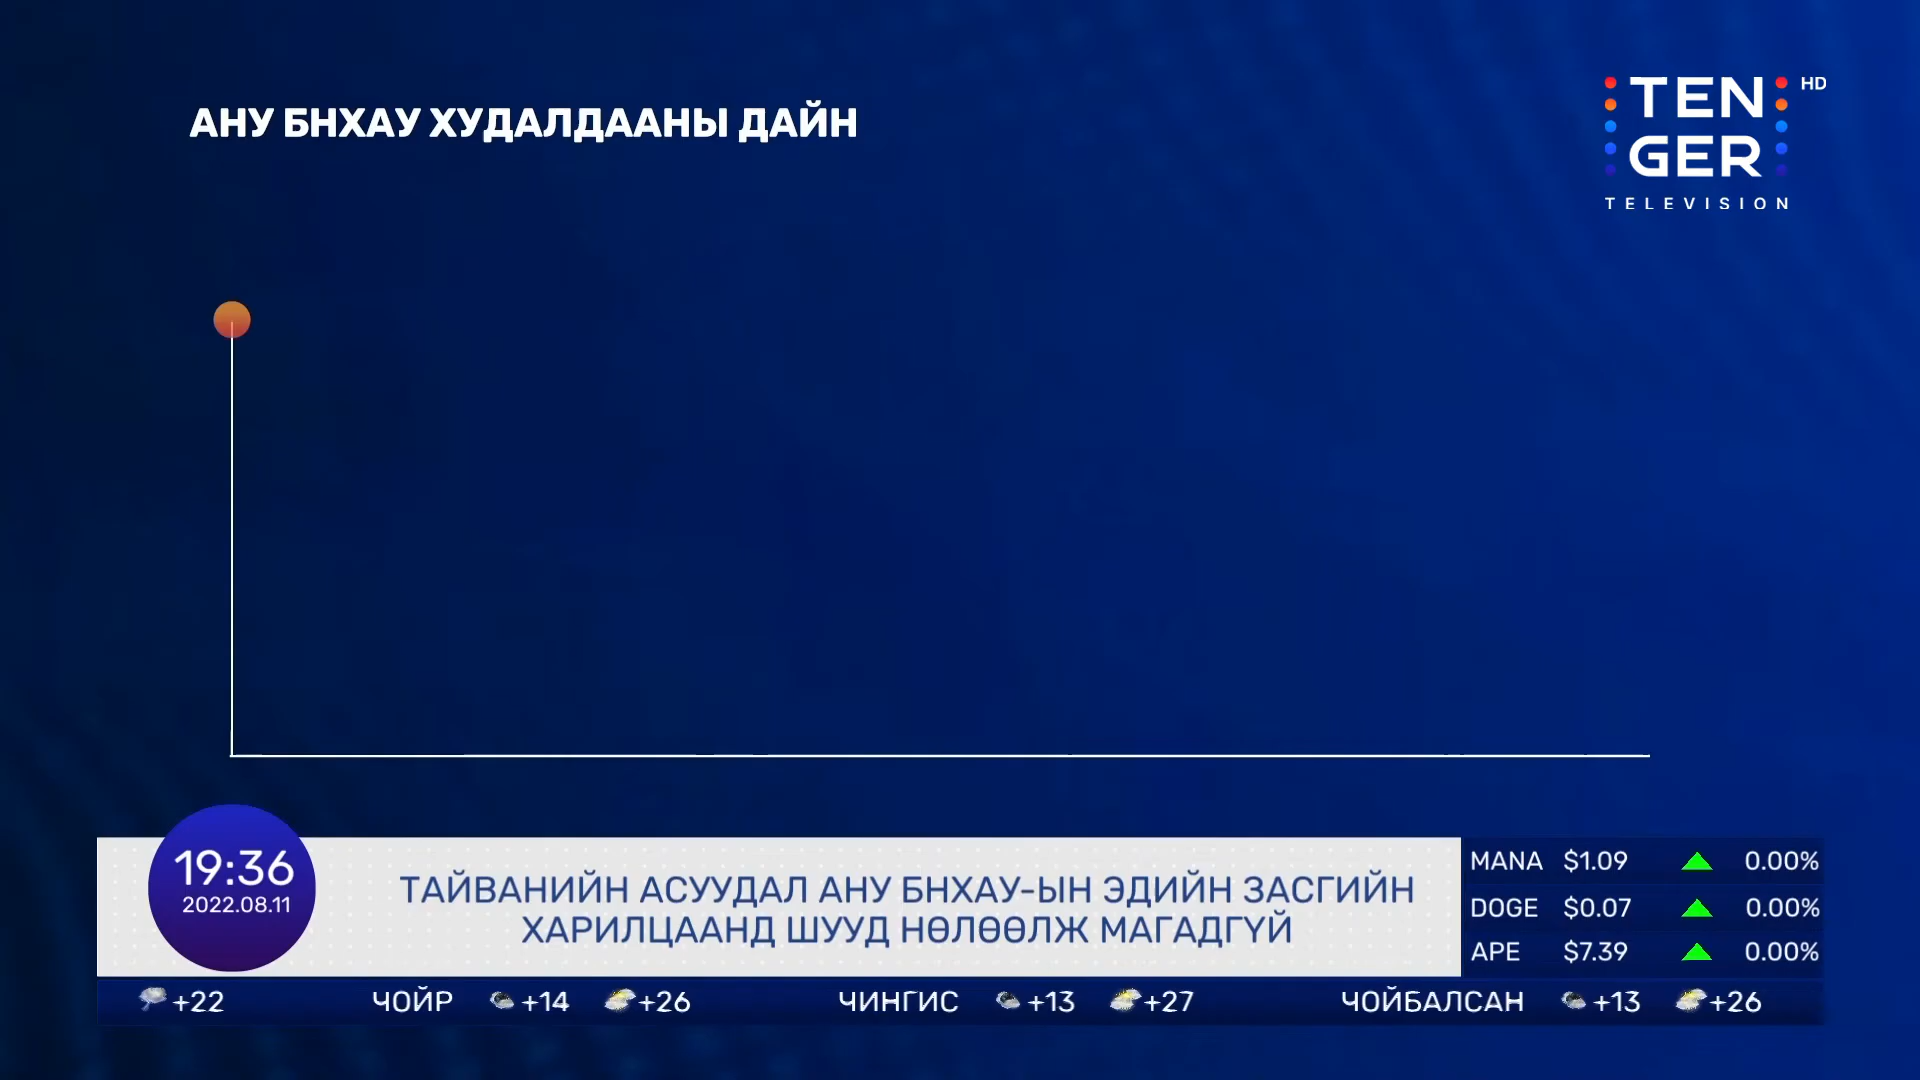 АНУ БНХАУ ХУДАЛДААНЫ ДАЙН
TEN HD
GER
TELEVISION
19:36
2022.08.11
ТАЙВАНИЙН АСУУДАЛ АНУ БНХАУ-ЫН ЭДИЙН ЗАСГИЙН
ХАРИЛЦААНД ШУУД НӨЛӨӨЛЖ МАГАДГҮЙ
MANA $1.09 0.00%
DOGE $0.07 0.00%
APE $7.39 0.00%
+22 ЧОЙР +14 +26 ЧИНГИС +13 +27 ЧОЙБАЛСАН +13 +26